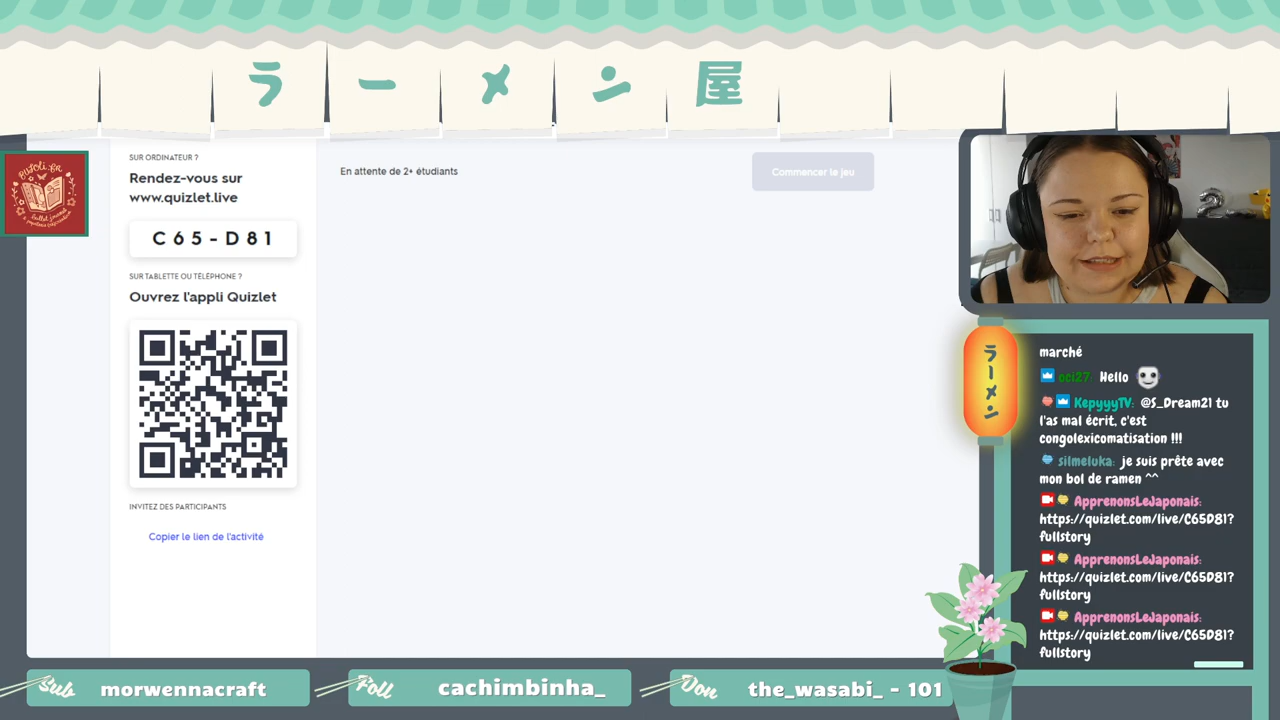 ラーメン屋
SUR ORDINATEUR ?
Rendez-vous sur
www.quizlet.live
C65-D81
SUR TABLETTE OU TÉLÉPHONE ?
Ouvrez l'appli Quizlet
INVITEZ DES PARTICIPANTS
Copier le lien de l'activité
En attente de 2+ étudiants
Commencer le jeu
ラーメン
marché
oci27: Hello
KepyyyTV: @S_Dream21 tu
l'as mal écrit, c'est
congolexicomatisation !!!
silmeluka: je suis prête avec
mon bol de ramen ^^
ApprenonsLeJaponais:
https://quizlet.com/live/C65D81?
fullstory
ApprenonsLeJaponais:
https://quizlet.com/live/C65D81?
fullstory
ApprenonsLeJaponais:
https://quizlet.com/live/C65D81?
fullstory
Sub morwennacraft
Foll cachimbinha_
Don the_wasabi_ - 101